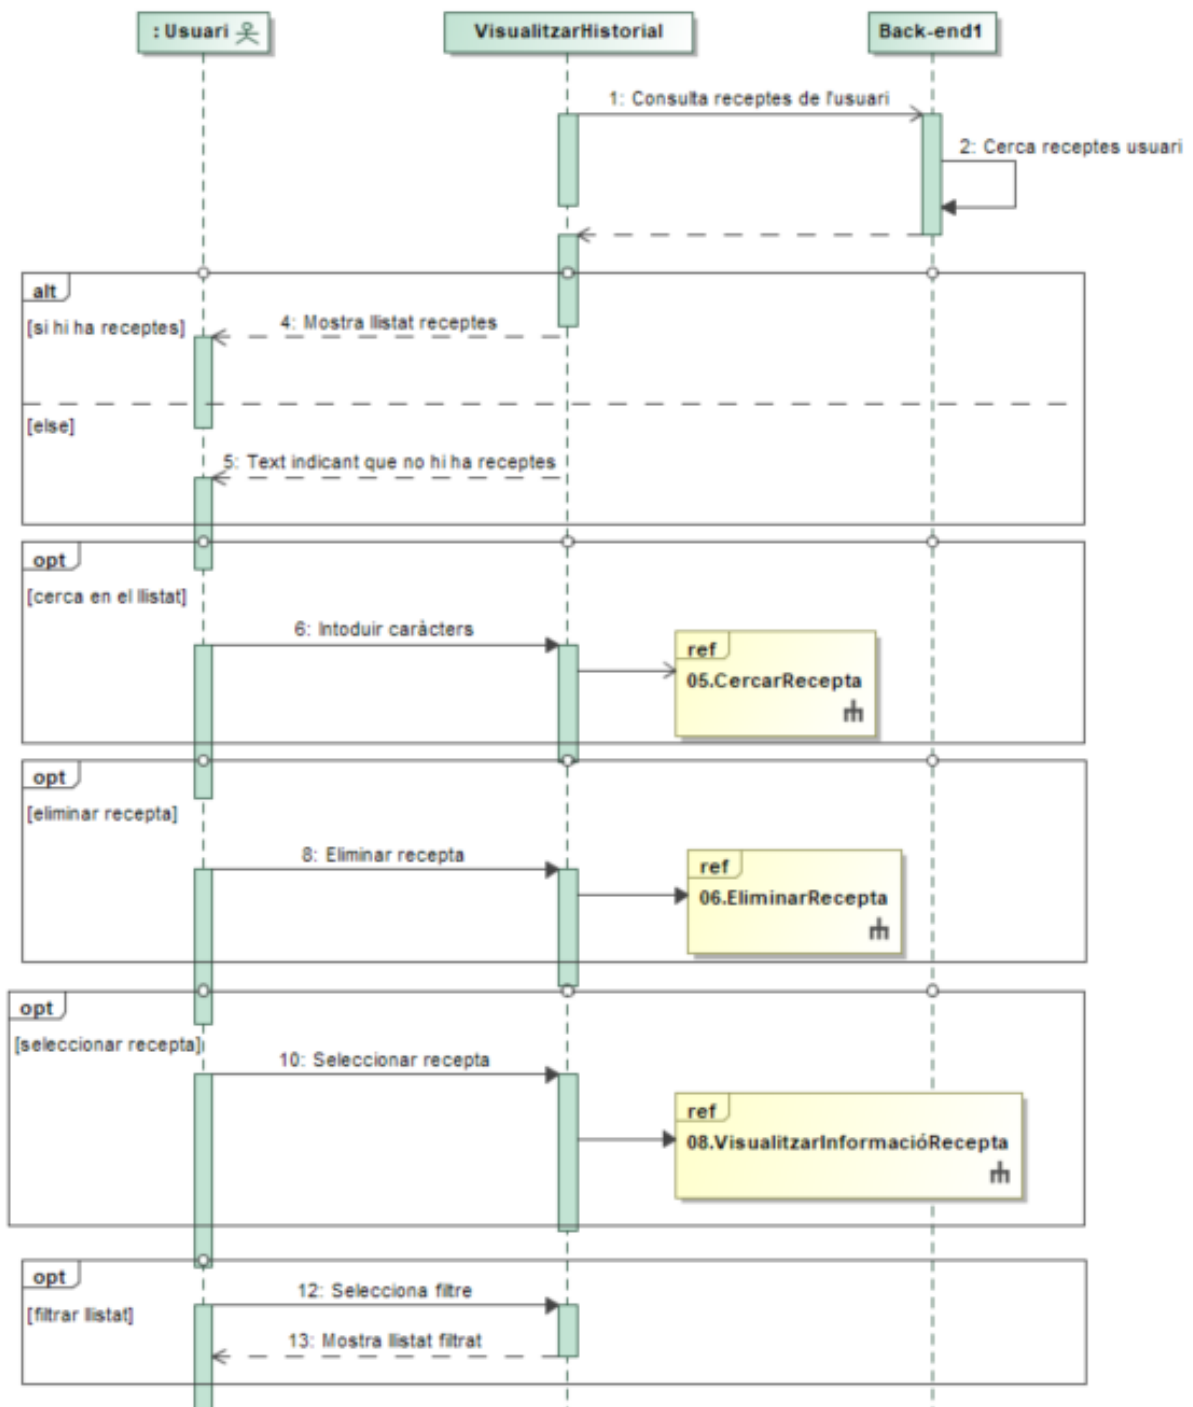 : Usuari
VisualitzarHistorial
Back-end1
1: Consulta receptes de l'usuari
2: Cerca receptes usuari
alt
[si hi ha receptes]
4: Mostra llistat receptes
[else]
5: Text indicant que no hi ha receptes
opt
[cerca en el llistat]
6: Intoduir caràcters
ref
05.CercarRecepta
opt
[eliminar recepta]
8: Eliminar recepta
ref
06.EliminarRecepta
opt
[seleccionar recepta]
10: Seleccionar recepta
ref
08.VisualitzarInformacióRecepta
opt
[filtrar llistat]
12: Selecciona filtre
13: Mostra llistat filtrat